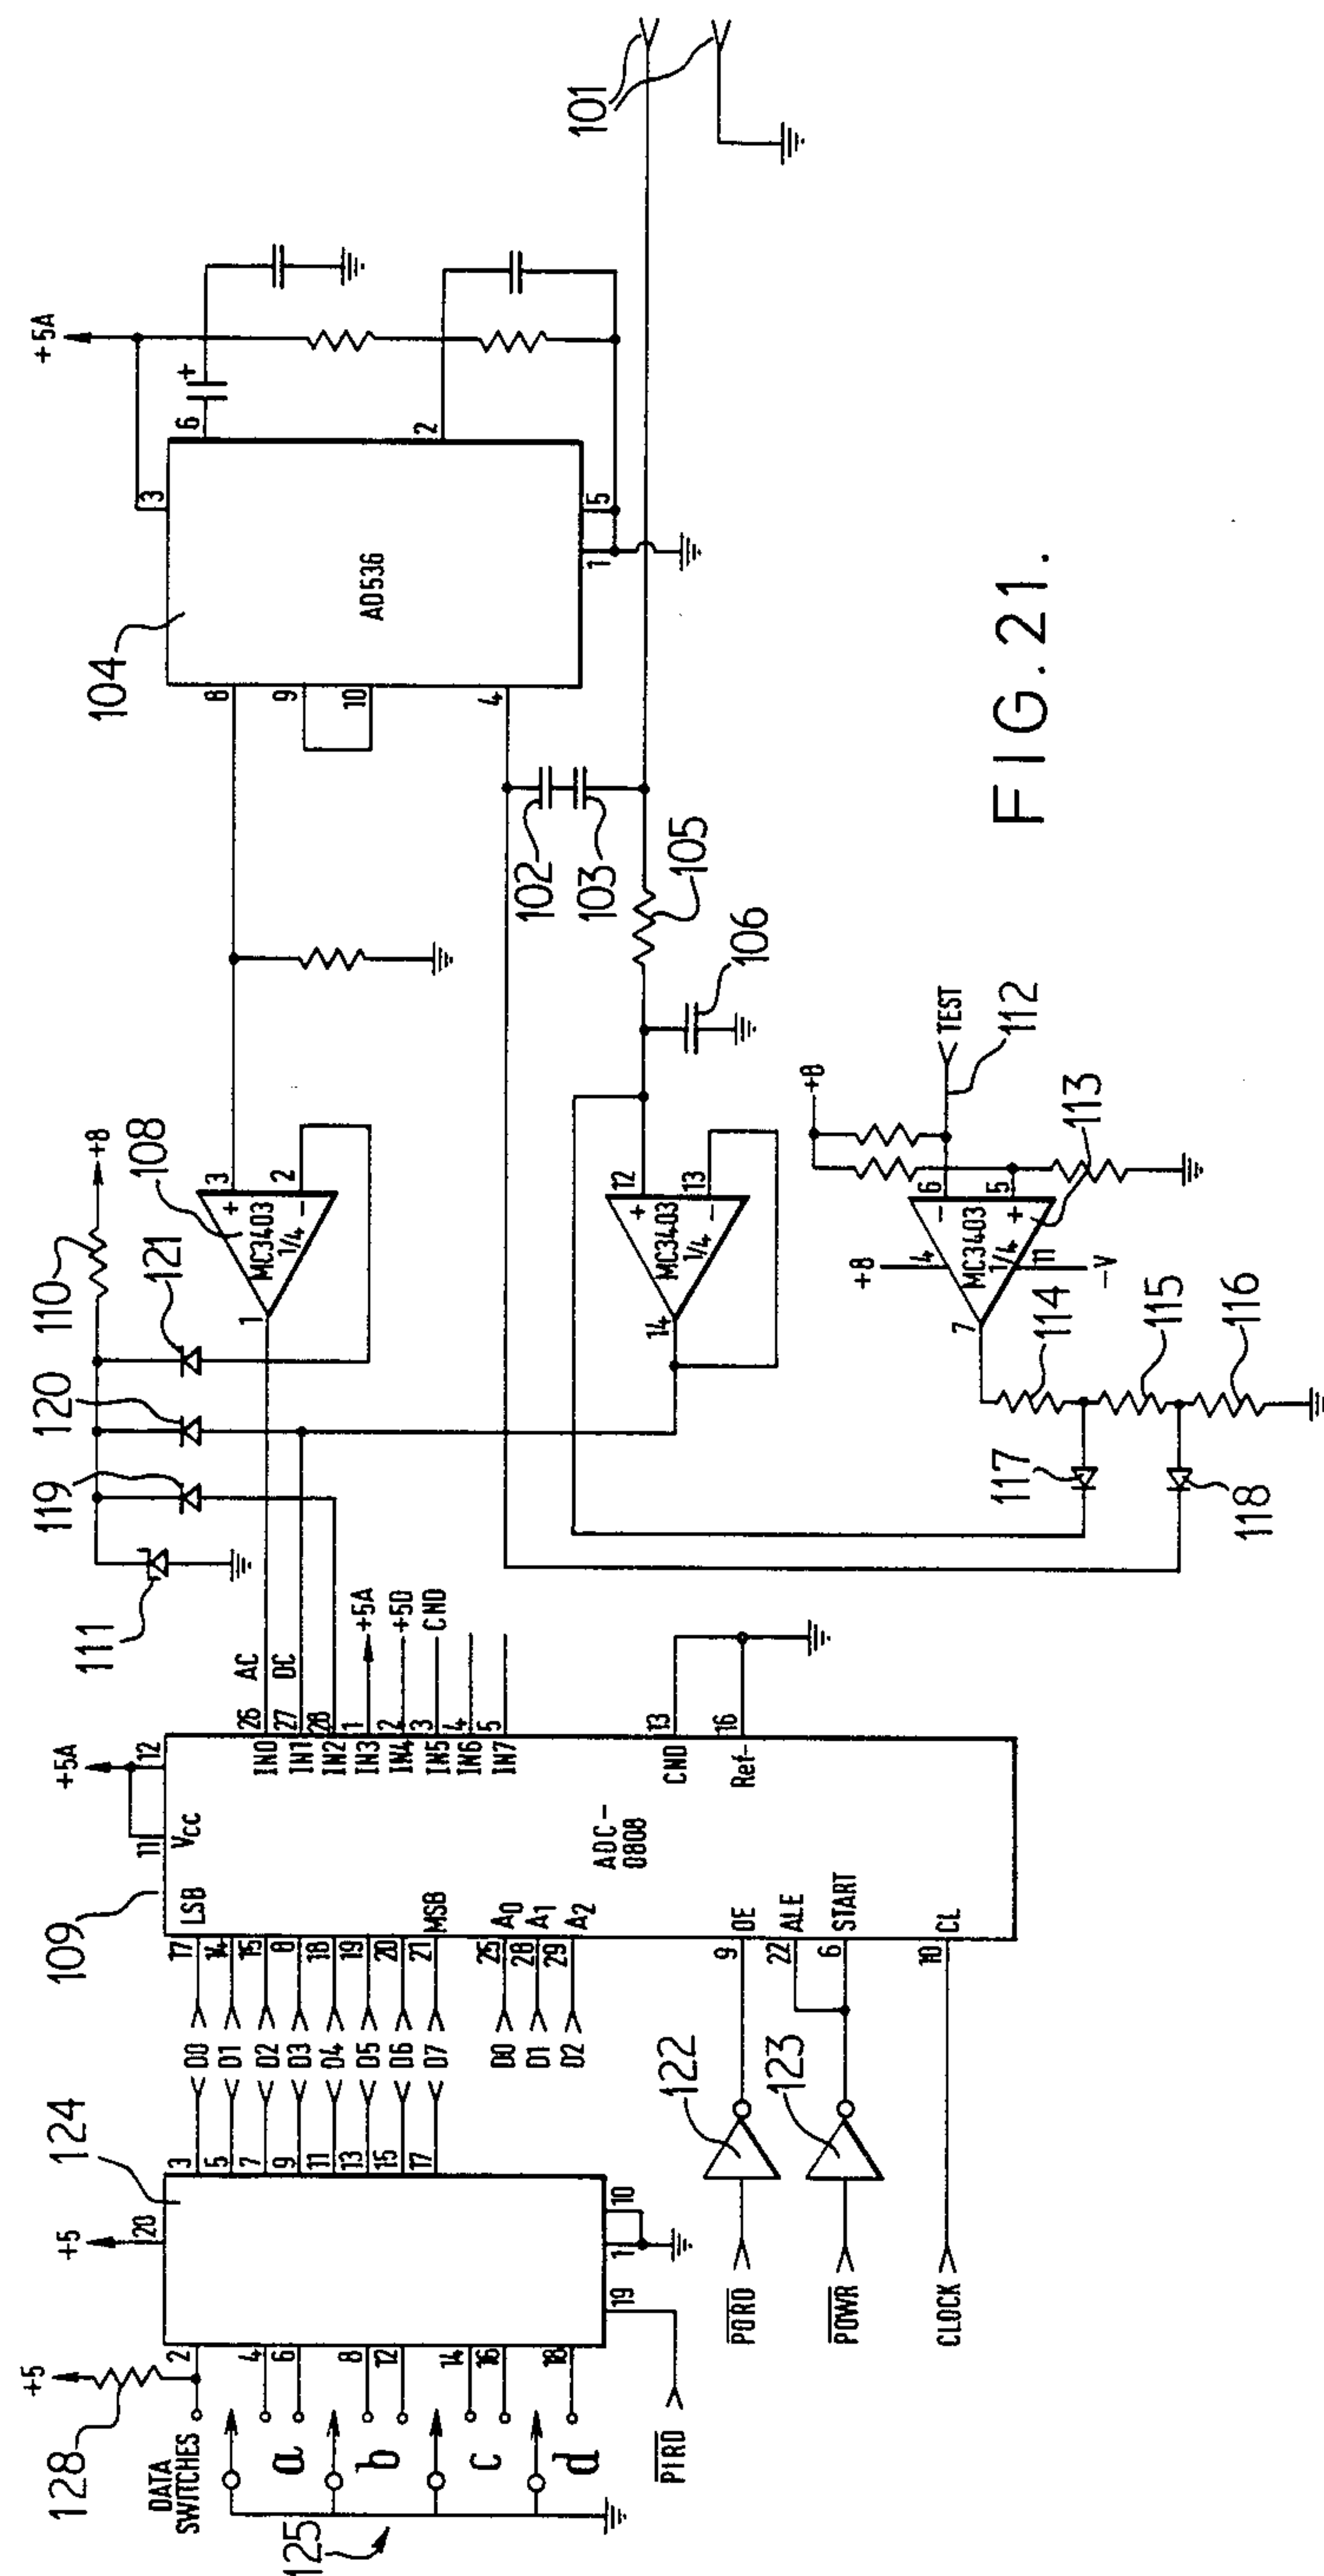 +5
128
DATA
SWITCHES
125
a
b
c
d
2
4
6
8
12
14
16
18
P1RD
+5
20
124
3
5
7
9
11
13
15
17
19
1
10
D0
D1
D2
D3
D4
D5
D6
D7
D0
D1
D2
PORD
POWR
CLOCK
122
123
109
17
14
15
8
18
19
20
21
25
28
29
9
22
6
10
LSB
MSB
A0
A1
A2
OE
ALE
START
CL
+5A
11
12
Vcc
ADC-
0808
IN0
IN1
IN2
IN3
IN4
IN5
IN6
IN7
GND
Ref-
26
27
28
1
2
3
4
5
13
16
AC
DC
+5A
+5D
GND
111
119
120
121
110
+8
108
MC3403
1/4
+
-
1
3
2
MC3403
1/4
+
-
14
12
13
117
118
114
115
116
113
7
MC3403
1/4
-
+
6
5
4
11
+8
-V
+8
TEST
112
106
105
102
103
104
8
9
10
4
AD536
3
6
2
1
5
+
+5A
101
FIG. 21.